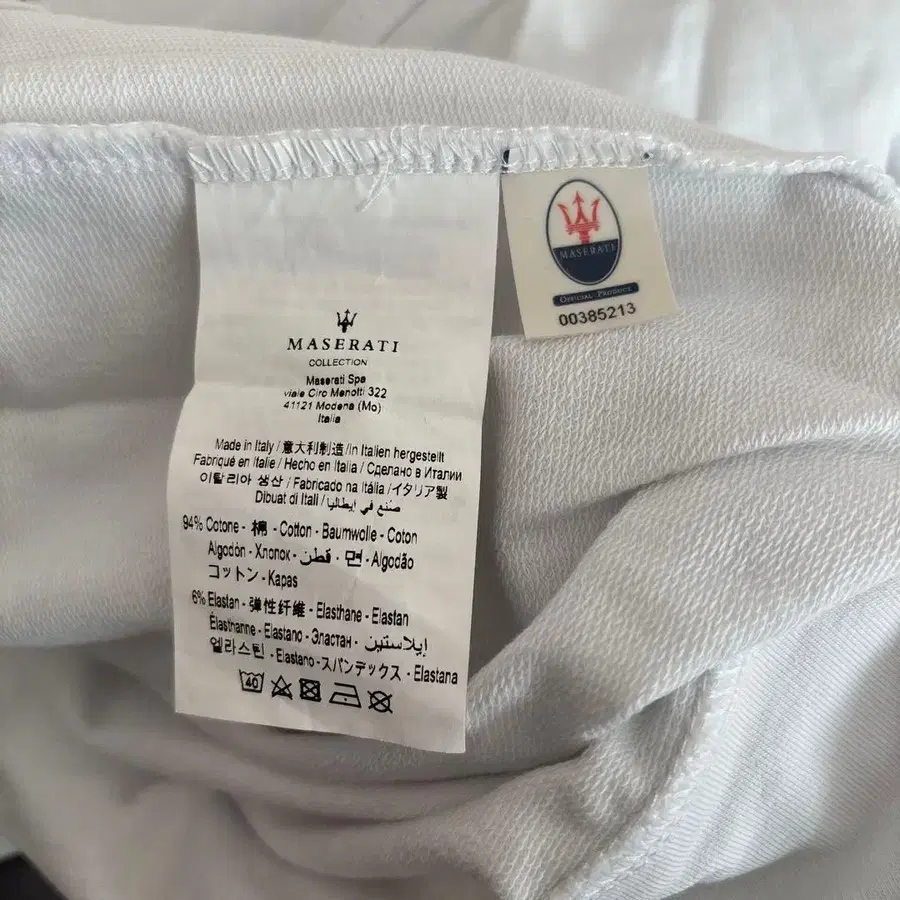 MASERATI
COLLECTION
Maserati Spa
viale Ciro Menotti 322
41121 Modena (Mo)
Italia
Made in Italy / 意大利制造 / In Italien hergestellt
Fabriqué en Italie / Hecho en Italia / Сделано в Италии
이탈리아 생산 / Fabricado na Itália / イタリア製
Dibuat di Itali / صنع في إيطاليا
94% Cotone - 棉 - Cotton - Baumwolle - Coton
Algodón - Хлопок - قطن - 면 - Algodão
コットン - Kapas
6% Elastan - 弹性纤维 - Elasthane - Elastan
Élasthanne - Elastano - Эластан - إيلاستين
엘라스틴 - Elastano - スパンデックス - Elastana
40
MASERATI
OFFICIAL PRODUCT
00385213